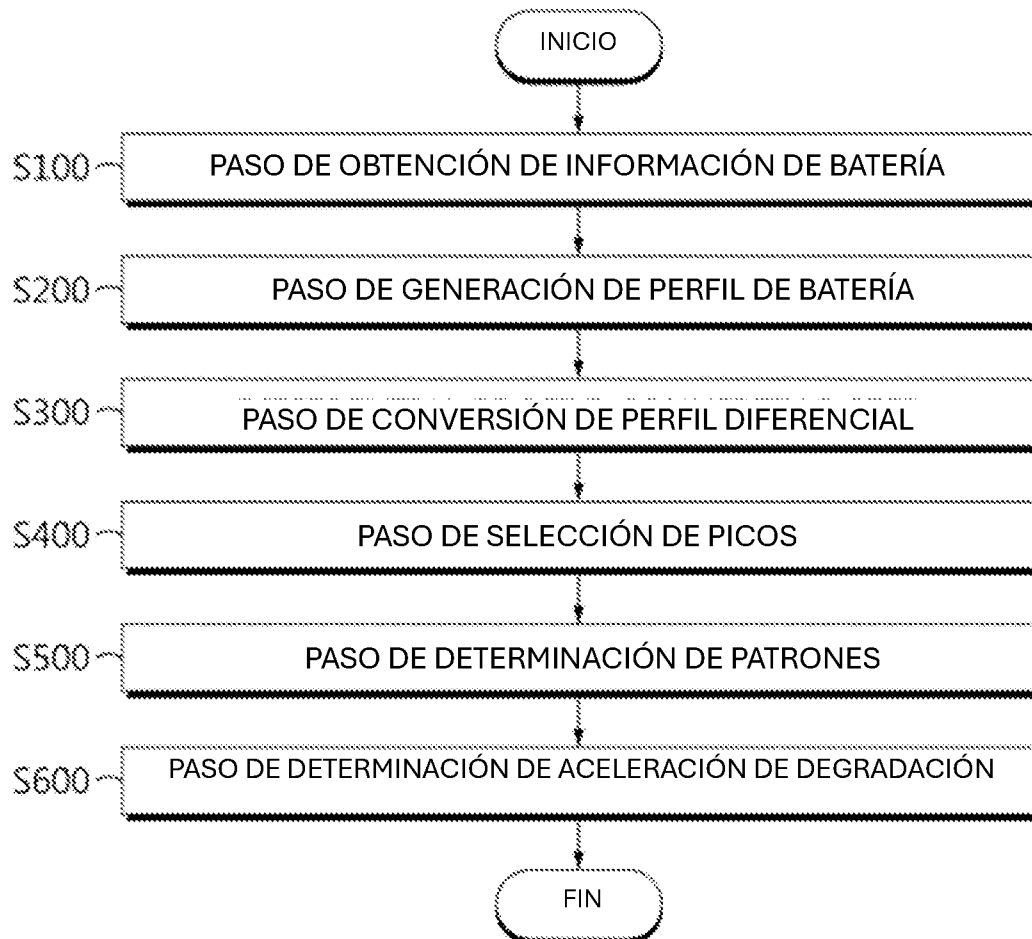 INICIO
S100 PASO DE OBTENCIÓN DE INFORMACIÓN DE BATERÍA
S200 PASO DE GENERACIÓN DE PERFIL DE BATERÍA
S300 PASO DE CONVERSIÓN DE PERFIL DIFERENCIAL
S400 PASO DE SELECCIÓN DE PICOS
S500 PASO DE DETERMINACIÓN DE PATRONES
S600 PASO DE DETERMINACIÓN DE ACELERACIÓN DE DEGRADACIÓN
FIN